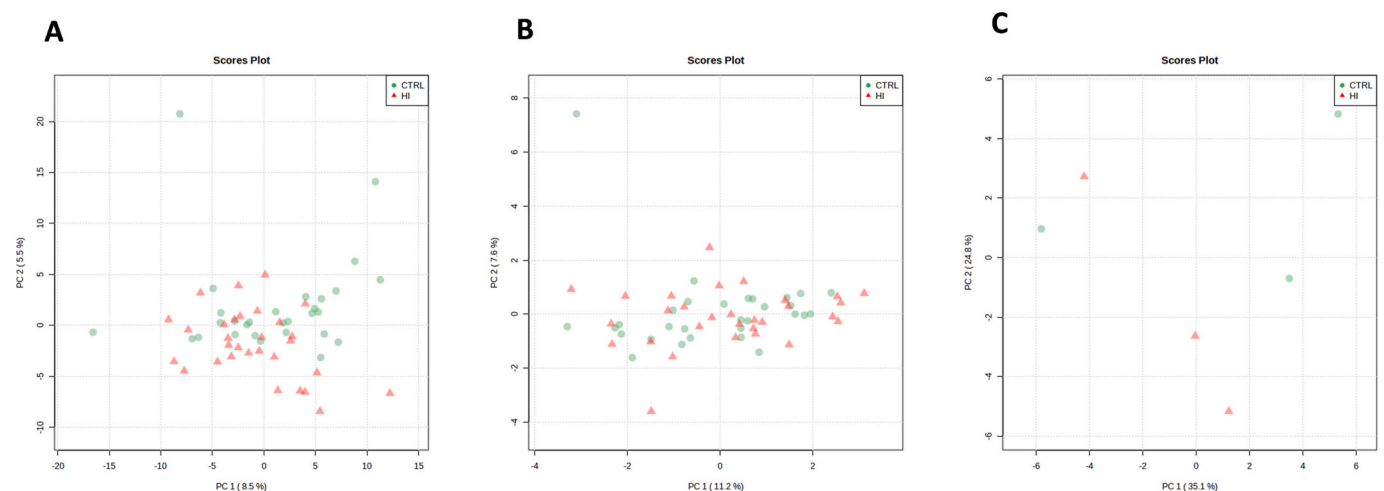 A
Scores Plot
CTRL
HI
20
15
10
5
0
-5
-10
PC 2 ( 5.5 %)
-20 -15 -10 -5 0 5 10 15
PC 1 ( 8.5 %)
B
Scores Plot
CTRL
HI
8
6
4
2
0
-2
-4
PC 2 ( 7.6 %)
-4 -2 0 2
PC 1 ( 11.2 %)
C
Scores Plot
CTRL
HI
6
4
2
0
-2
-4
-6
PC 2 ( 24.8 %)
-6 -4 -2 0 2 4 6
PC 1 ( 35.1 %)